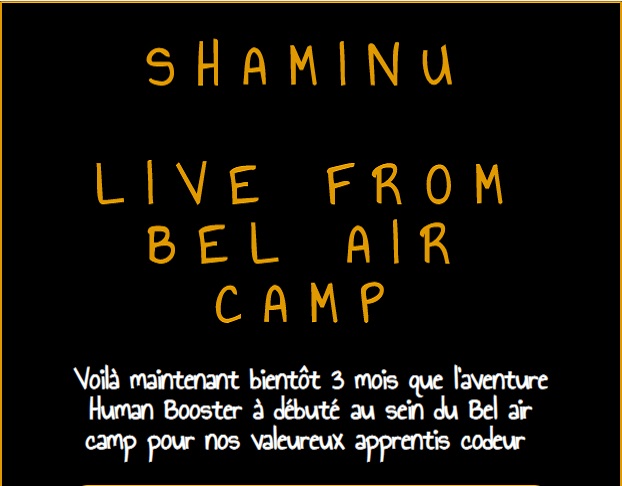 SHAMINU
LIVE FROM
BEL AIR
CAMP
Voilà maintenant bientôt 3 mois que l'aventure
Human Booster à débuté au sein du Bel air
camp pour nos valeureux apprentis codeur